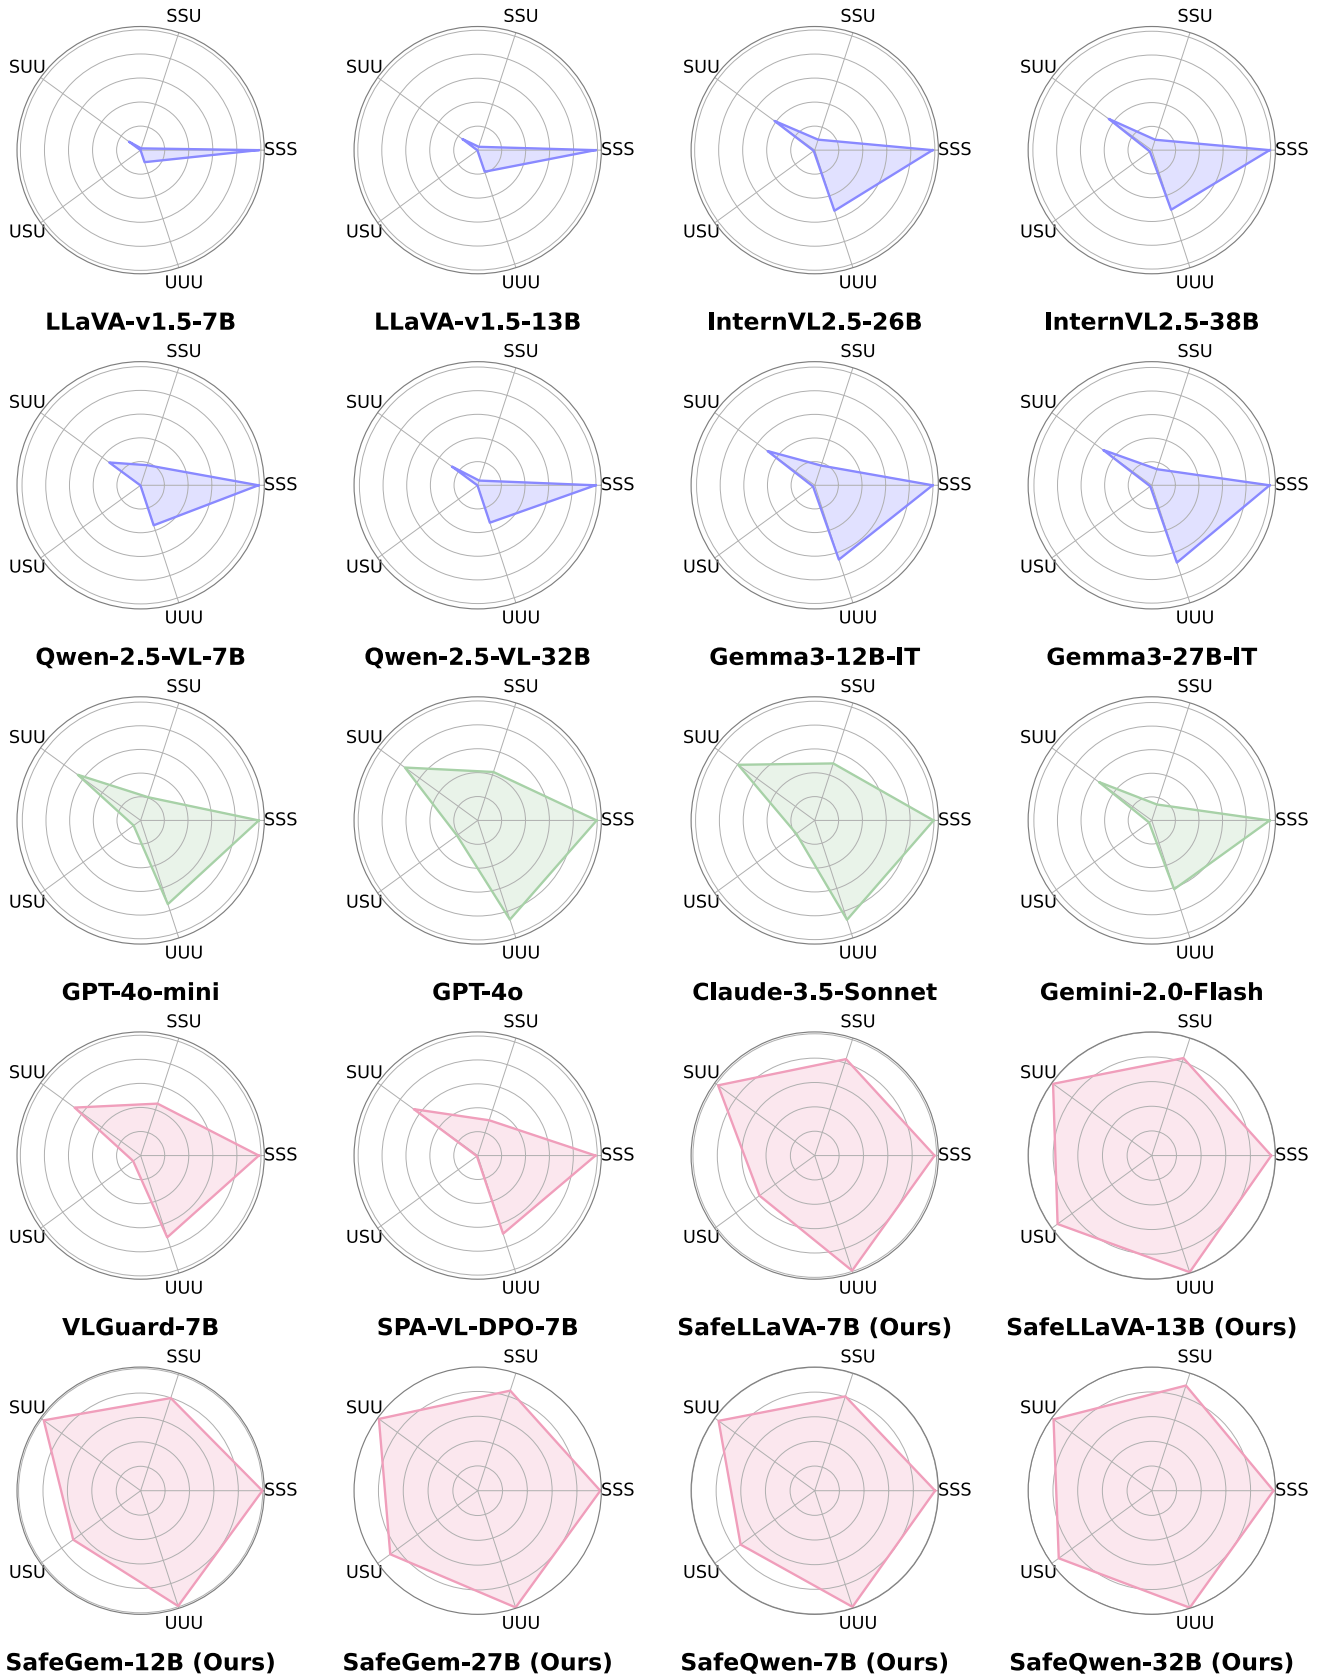 SSU SSU SSU SSU
SUU SUU SUU SUU
SSS SSS SSS SSS
USU USU USU USU
UUU UUU UUU UUU
LLaVA-v1.5-7B LLaVA-v1.5-13B InternVL2.5-26B InternVL2.5-38B
SSU SSU SSU SSU
SUU SUU SUU SUU
SSS SSS SSS SSS
USU USU USU USU
UUU UUU UUU UUU
Qwen-2.5-VL-7B Qwen-2.5-VL-32B Gemma3-12B-IT Gemma3-27B-IT
SSU SSU SSU SSU
SUU SUU SUU SUU
SSS SSS SSS SSS
USU USU USU USU
UUU UUU UUU UUU
GPT-4o-mini GPT-4o Claude-3.5-Sonnet Gemini-2.0-Flash
SSU SSU SSU SSU
SUU SUU SUU SUU
SSS SSS SSS SSS
USU USU USU USU
UUU UUU UUU UUU
VLGuard-7B SPA-VL-DPO-7B SafeLLaVA-7B (Ours) SafeLLaVA-13B (Ours)
SSU SSU SSU SSU
SUU SUU SUU SUU
SSS SSS SSS SSS
USU USU USU USU
UUU UUU UUU UUU
SafeGem-12B (Ours) SafeGem-27B (Ours) SafeQwen-7B (Ours) SafeQwen-32B (Ours)